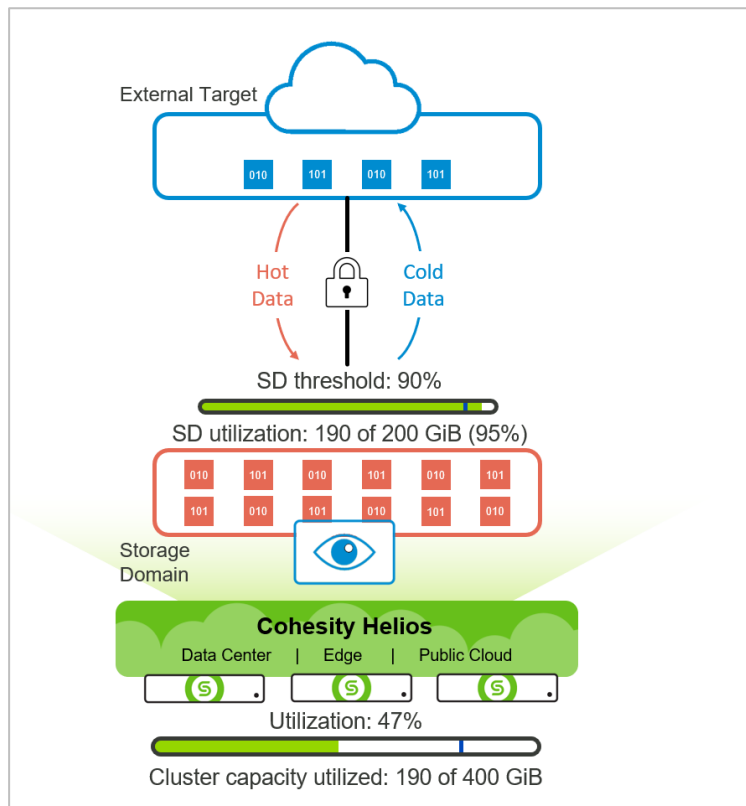 External Target
010 101 010 101
Hot Data
Cold Data
SD threshold: 90%
SD utilization: 190 of 200 GiB (95%)
010 101 010 101 010 101
101 010 101 010 101 010
Storage
Domain
Cohesity Helios
Data Center | Edge | Public Cloud
Utilization: 47%
Cluster capacity utilized: 190 of 400 GiB